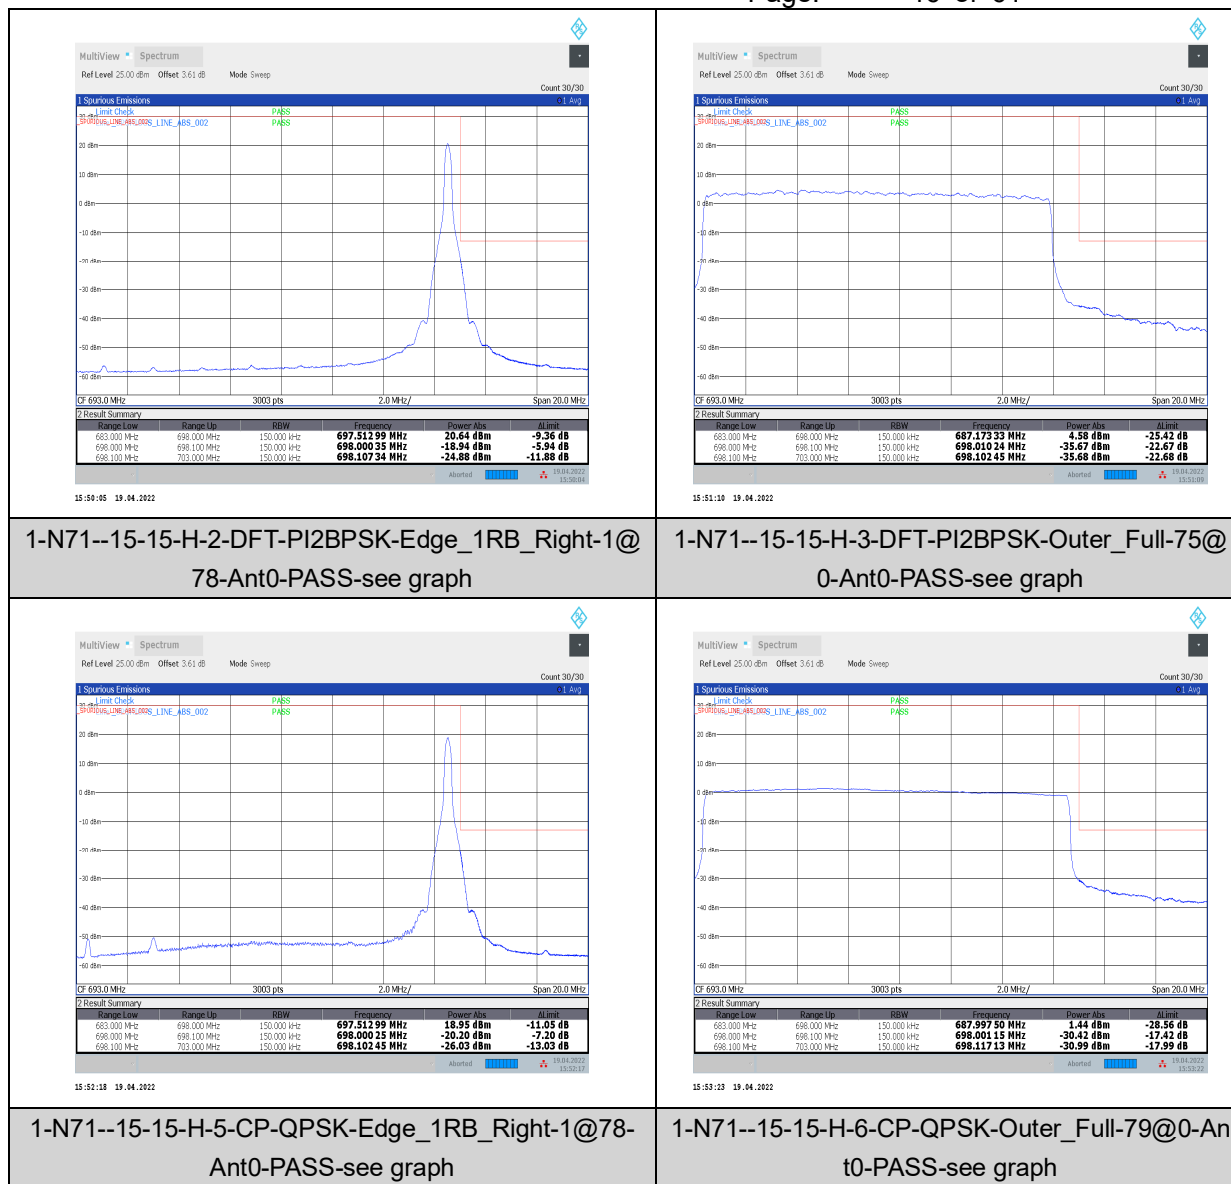 MultiView Spectrum
Ref Level 25.00 dBm Offset 3.61 dB Mode Sweep
Count 30/30
1 Spurious Emissions 1 Avg
Limit Check PASS
PASS
20 dBm
10 dBm
0 dBm
-10 dBm
-20 dBm
-30 dBm
-40 dBm
-50 dBm
-60 dBm
CF 693.0 MHz 3003 pts 2.0 MHz/ Span 20.0 MHz
2 Result Summary
Range Low Range Up RBW Frequency Power Abs ΔLimit
683.000 MHz 698.000 MHz 150.000 kHz 697.512 99 MHz 20.64 dBm -9.36 dB
698.000 MHz 698.100 MHz 150.000 kHz 698.000 35 MHz -18.94 dBm -5.94 dB
698.100 MHz 703.000 MHz 150.000 kHz 698.107 34 MHz -24.88 dBm -11.88 dB
Aborted 19.04.2022
15:50:04
15:50:05 19.04.2022
MultiView Spectrum
Ref Level 25.00 dBm Offset 3.61 dB Mode Sweep
Count 30/30
1 Spurious Emissions 1 Avg
Limit Check PASS
PASS
20 dBm
10 dBm
0 dBm
-10 dBm
-20 dBm
-30 dBm
-40 dBm
-50 dBm
-60 dBm
CF 693.0 MHz 3003 pts 2.0 MHz/ Span 20.0 MHz
2 Result Summary
Range Low Range Up RBW Frequency Power Abs ΔLimit
683.000 MHz 698.000 MHz 150.000 kHz 687.173 33 MHz 4.58 dBm -25.42 dB
698.000 MHz 698.100 MHz 150.000 kHz 698.010 24 MHz -35.67 dBm -22.67 dB
698.100 MHz 703.000 MHz 150.000 kHz 698.102 45 MHz -35.68 dBm -22.68 dB
Aborted 19.04.2022
15:51:09
15:51:10 19.04.2022
1-N71--15-15-H-2-DFT-PI2BPSK-Edge_1RB_Right-1@
78-Ant0-PASS-see graph
1-N71--15-15-H-3-DFT-PI2BPSK-Outer_Full-75@
0-Ant0-PASS-see graph
MultiView Spectrum
Ref Level 25.00 dBm Offset 3.61 dB Mode Sweep
Count 30/30
1 Spurious Emissions 1 Avg
Limit Check PASS
PASS
20 dBm
10 dBm
0 dBm
-10 dBm
-20 dBm
-30 dBm
-40 dBm
-50 dBm
-60 dBm
CF 693.0 MHz 3003 pts 2.0 MHz/ Span 20.0 MHz
2 Result Summary
Range Low Range Up RBW Frequency Power Abs ΔLimit
683.000 MHz 698.000 MHz 150.000 kHz 697.512 99 MHz 18.95 dBm -11.05 dB
698.000 MHz 698.100 MHz 150.000 kHz 698.000 25 MHz -20.20 dBm -7.20 dB
698.100 MHz 703.000 MHz 150.000 kHz 698.102 45 MHz -26.03 dBm -13.03 dB
Aborted 19.04.2022
15:52:17
15:52:18 19.04.2022
MultiView Spectrum
Ref Level 25.00 dBm Offset 3.61 dB Mode Sweep
Count 30/30
1 Spurious Emissions 1 Avg
Limit Check PASS
PASS
20 dBm
10 dBm
0 dBm
-10 dBm
-20 dBm
-30 dBm
-40 dBm
-50 dBm
-60 dBm
CF 693.0 MHz 3003 pts 2.0 MHz/ Span 20.0 MHz
2 Result Summary
Range Low Range Up RBW Frequency Power Abs ΔLimit
683.000 MHz 698.000 MHz 150.000 kHz 687.997 50 MHz 1.44 dBm -28.56 dB
698.000 MHz 698.100 MHz 150.000 kHz 698.001 15 MHz -30.42 dBm -17.42 dB
698.100 MHz 703.000 MHz 150.000 kHz 698.117 13 MHz -30.99 dBm -17.99 dB
Aborted 19.04.2022
15:53:22
15:53:23 19.04.2022
1-N71--15-15-H-5-CP-QPSK-Edge_1RB_Right-1@78-
Ant0-PASS-see graph
1-N71--15-15-H-6-CP-QPSK-Outer_Full-79@0-An
t0-PASS-see graph